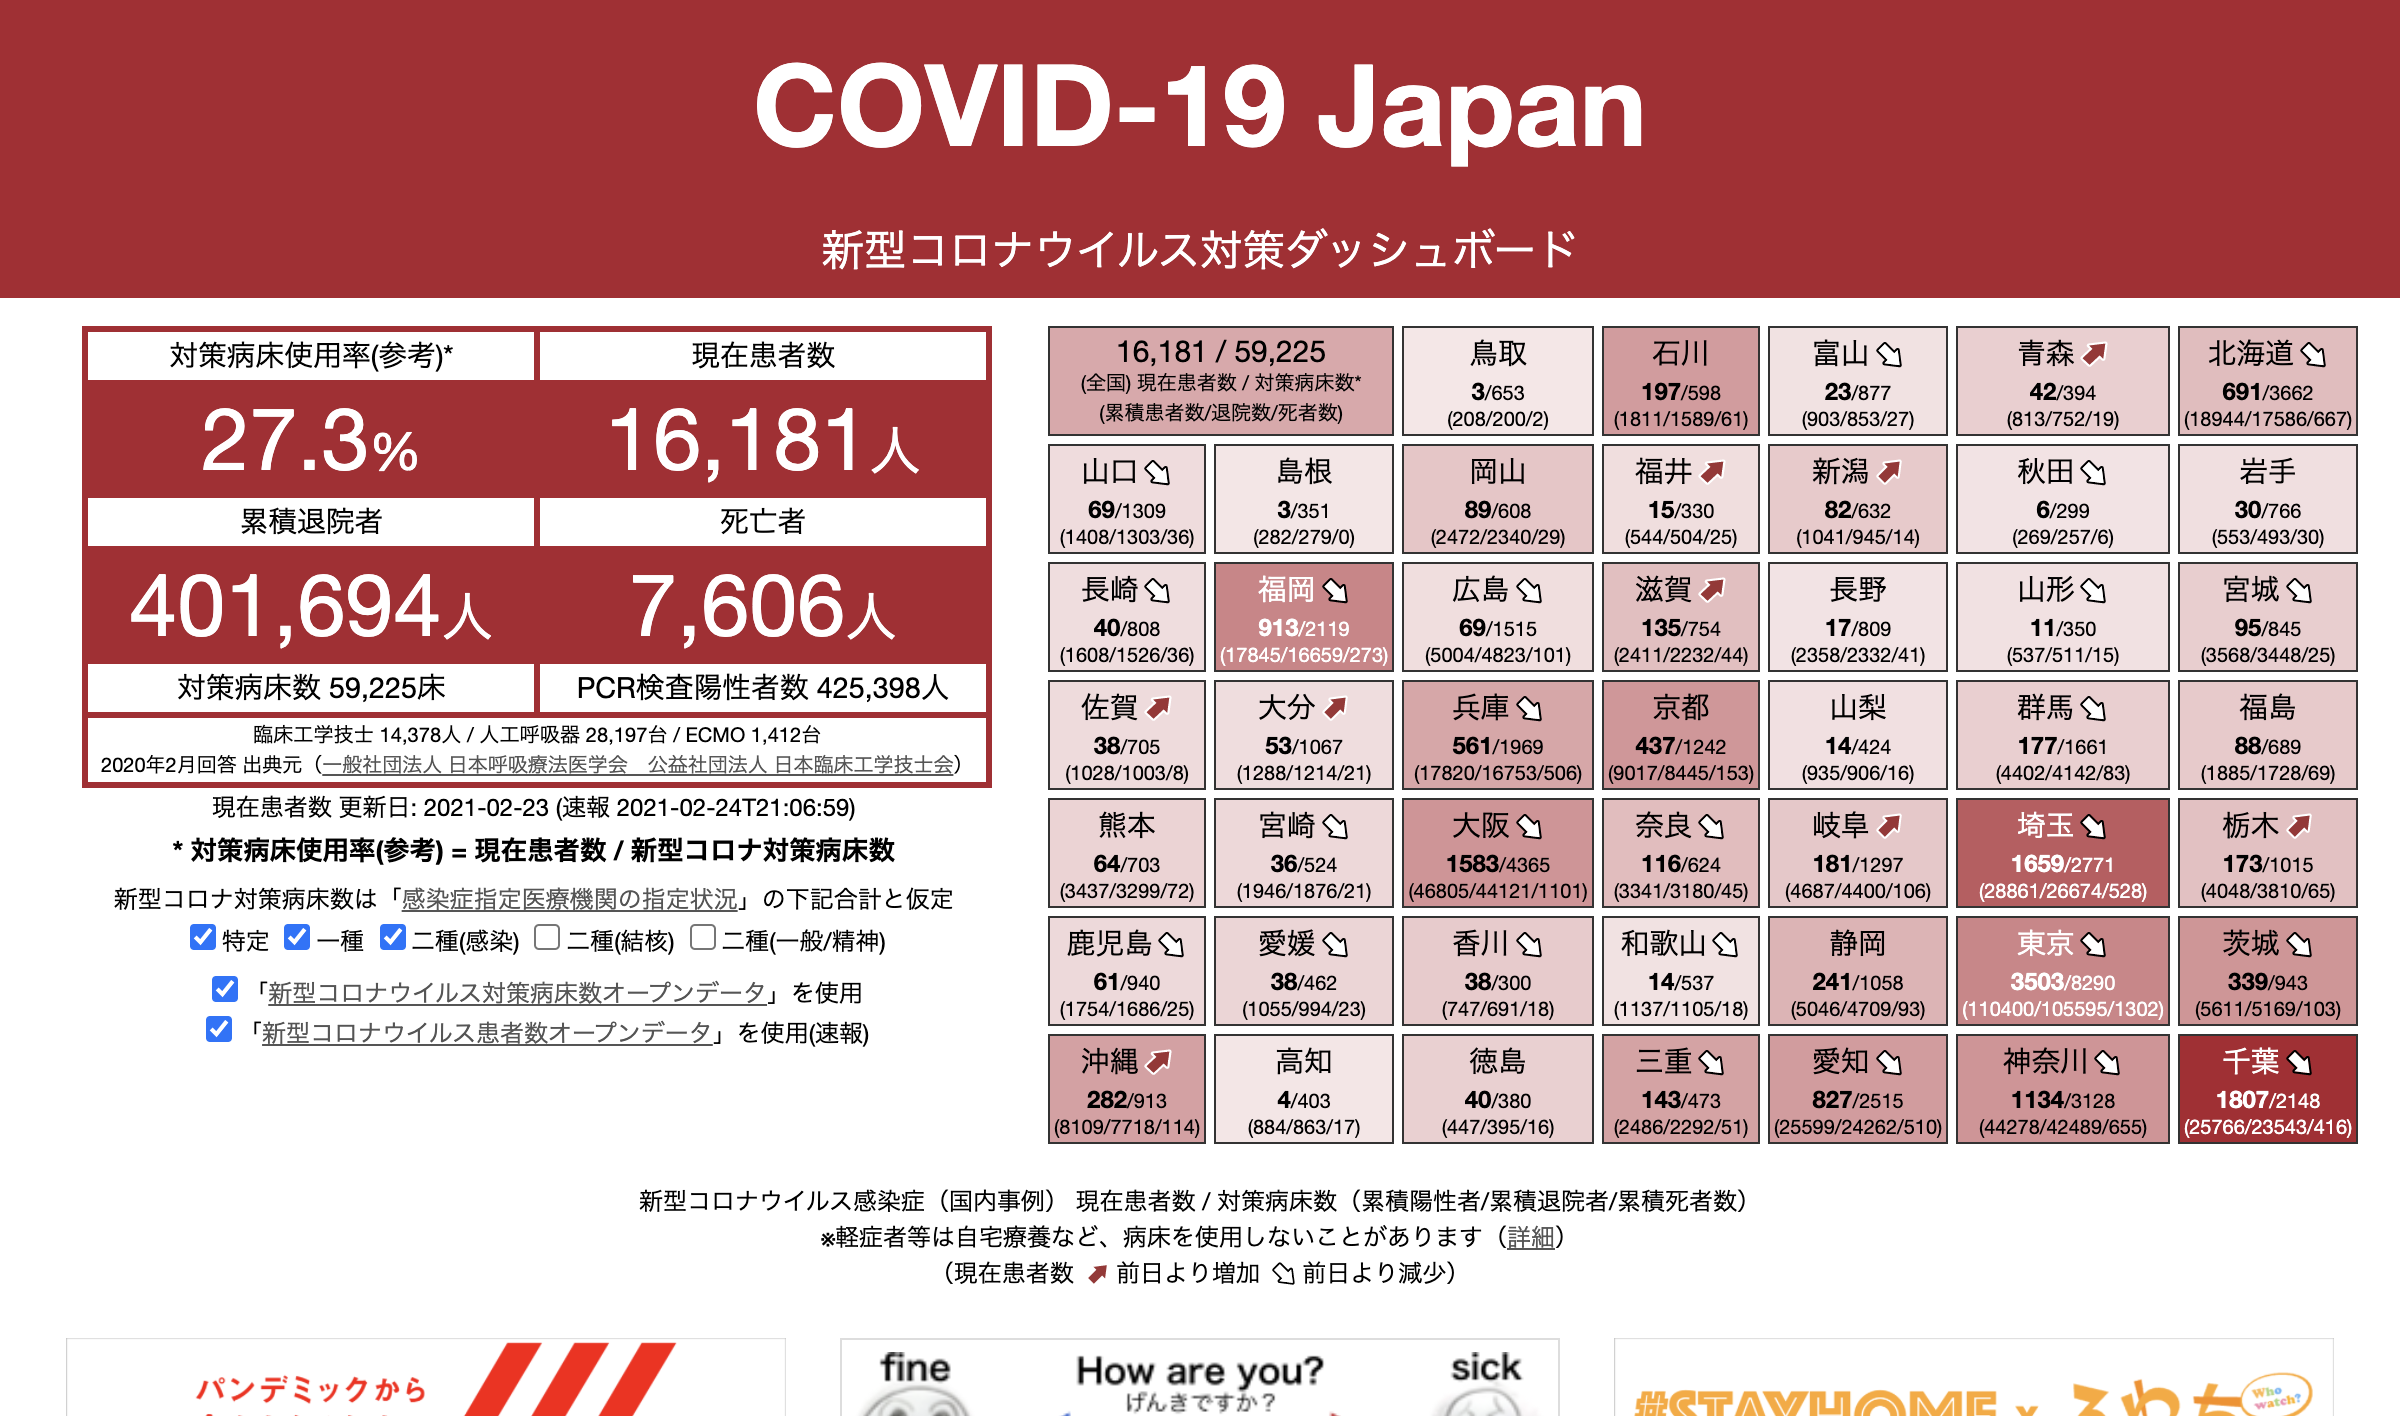 COVID-19 Japan
新型コロナウイルス対策ダッシュボード
対策病床使用率(参考)* 現在患者数
27.3% 16,181人
累積退院者 死亡者
401,694人 7,606人
対策病床数 59,225床 PCR検査陽性者数 425,398人
臨床工学技士 14,378人 / 人工呼吸器 28,197台 / ECMO 1,412台
2020年2月回答 出典元（一般社団法人 日本呼吸療法医学会　公益社団法人 日本臨床工学技士会）
現在患者数 更新日: 2021-02-23 (速報 2021-02-24T21:06:59)
* 対策病床使用率(参考) = 現在患者数 / 新型コロナ対策病床数
新型コロナ対策病床数は「感染症指定医療機関の指定状況」の下記合計と仮定
特定 一種 二種(感染) 二種(結核) 二種(一般/精神)
「新型コロナウイルス対策病床数オープンデータ」を使用
「新型コロナウイルス患者数オープンデータ」を使用(速報)
16,181 / 59,225
(全国) 現在患者数 / 対策病床数*
(累積患者数/退院数/死者数)
鳥取
3/653
(208/200/2)
石川
197/598
(1811/1589/61)
富山
23/877
(903/853/27)
青森
42/394
(813/752/19)
北海道
691/3662
(18944/17586/667)
山口
69/1309
(1408/1303/36)
島根
3/351
(282/279/0)
岡山
89/608
(2472/2340/29)
福井
15/330
(544/504/25)
新潟
82/632
(1041/945/14)
秋田
6/299
(269/257/6)
岩手
30/766
(553/493/30)
長崎
40/808
(1608/1526/36)
福岡
913/2119
(17845/16659/273)
広島
69/1515
(5004/4823/101)
滋賀
135/754
(2411/2232/44)
長野
17/809
(2358/2332/41)
山形
11/350
(537/511/15)
宮城
95/845
(3568/3448/25)
佐賀
38/705
(1028/1003/8)
大分
53/1067
(1288/1214/21)
兵庫
561/1969
(17820/16753/506)
京都
437/1242
(9017/8445/153)
山梨
14/424
(935/906/16)
群馬
177/1661
(4402/4142/83)
福島
88/689
(1885/1728/69)
熊本
64/703
(3437/3299/72)
宮崎
36/524
(1946/1876/21)
大阪
1583/4365
(46805/44121/1101)
奈良
116/624
(3341/3180/45)
岐阜
181/1297
(4687/4400/106)
埼玉
1659/2771
(28861/26674/528)
栃木
173/1015
(4048/3810/65)
鹿児島
61/940
(1754/1686/25)
愛媛
38/462
(1055/994/23)
香川
38/300
(747/691/18)
和歌山
14/537
(1137/1105/18)
静岡
241/1058
(5046/4709/93)
東京
3503/8290
(110400/105595/1302)
茨城
339/943
(5611/5169/103)
沖縄
282/913
(8109/7718/114)
高知
4/403
(884/863/17)
徳島
40/380
(447/395/16)
三重
143/473
(2486/2292/51)
愛知
827/2515
(25599/24262/510)
神奈川
1134/3128
(44278/42489/655)
千葉
1807/2148
(25766/23543/416)
新型コロナウイルス感染症（国内事例） 現在患者数 / 対策病床数（累積陽性者/累積退院者/累積死者数）
※軽症者等は自宅療養など、病床を使用しないことがあります（詳細）
（現在患者数 前日より増加 前日より減少）
パンデミックから
fine How are you? sick
げんきですか？
#STAYHOME x ふわっち
Who watch?